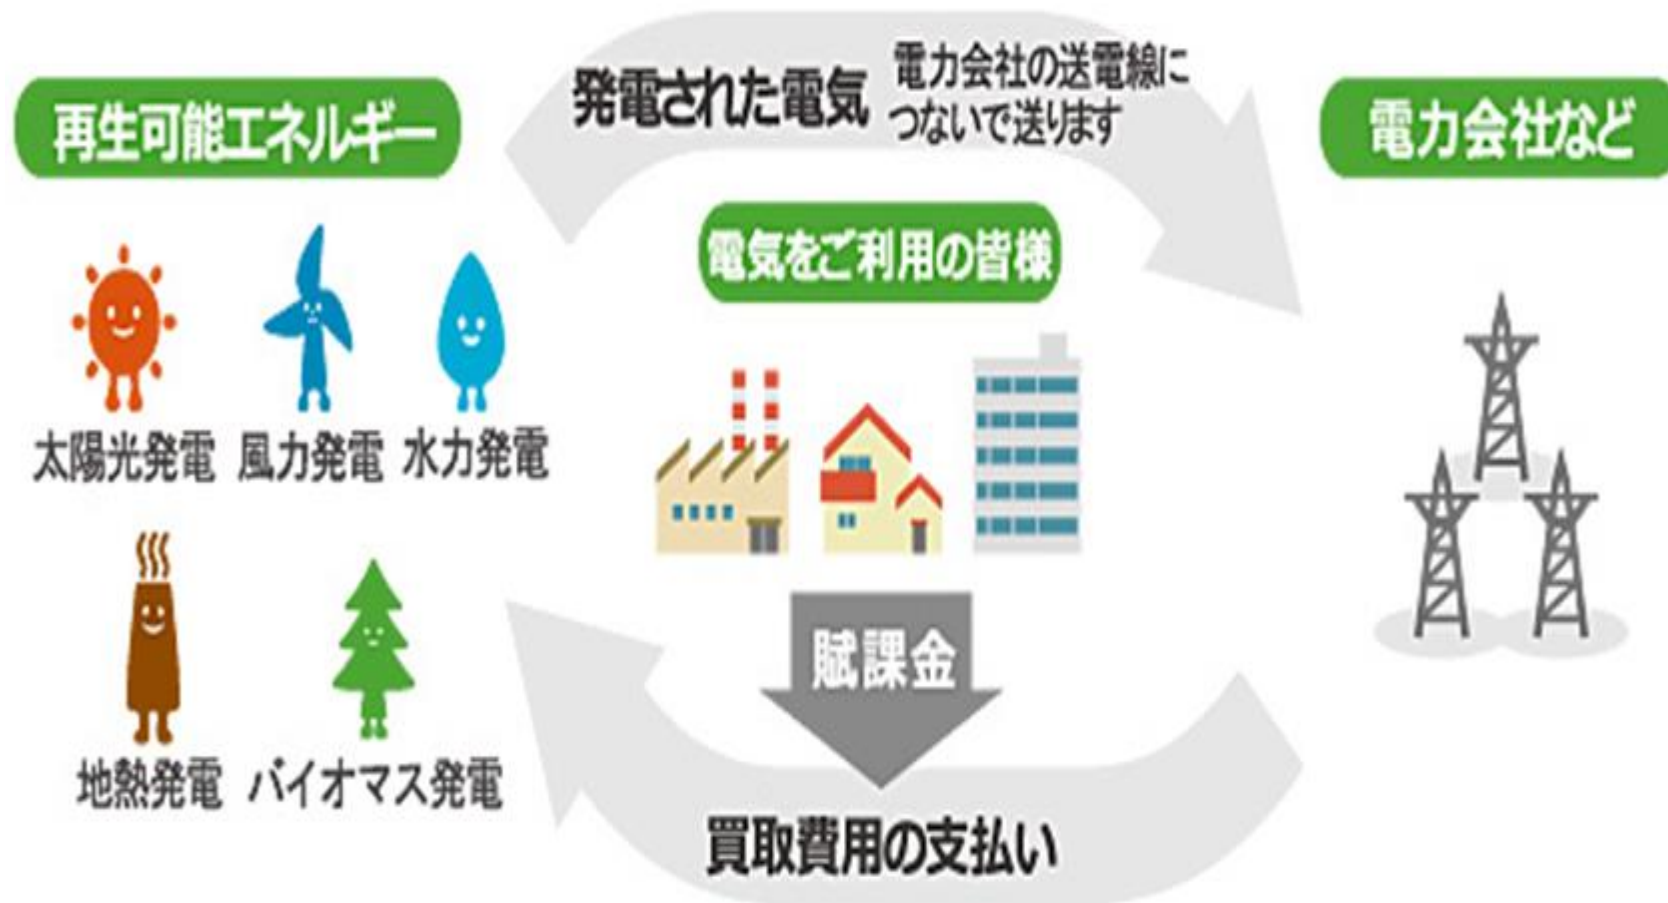 再生可能エネルギー
発電された電気
電力会社の送電線に
つないで送ります
電力会社など
電気をご利用の皆様
太陽光発電
風力発電
水力発電
地熱発電
バイオマス発電
賦課金
買取費用の支払い